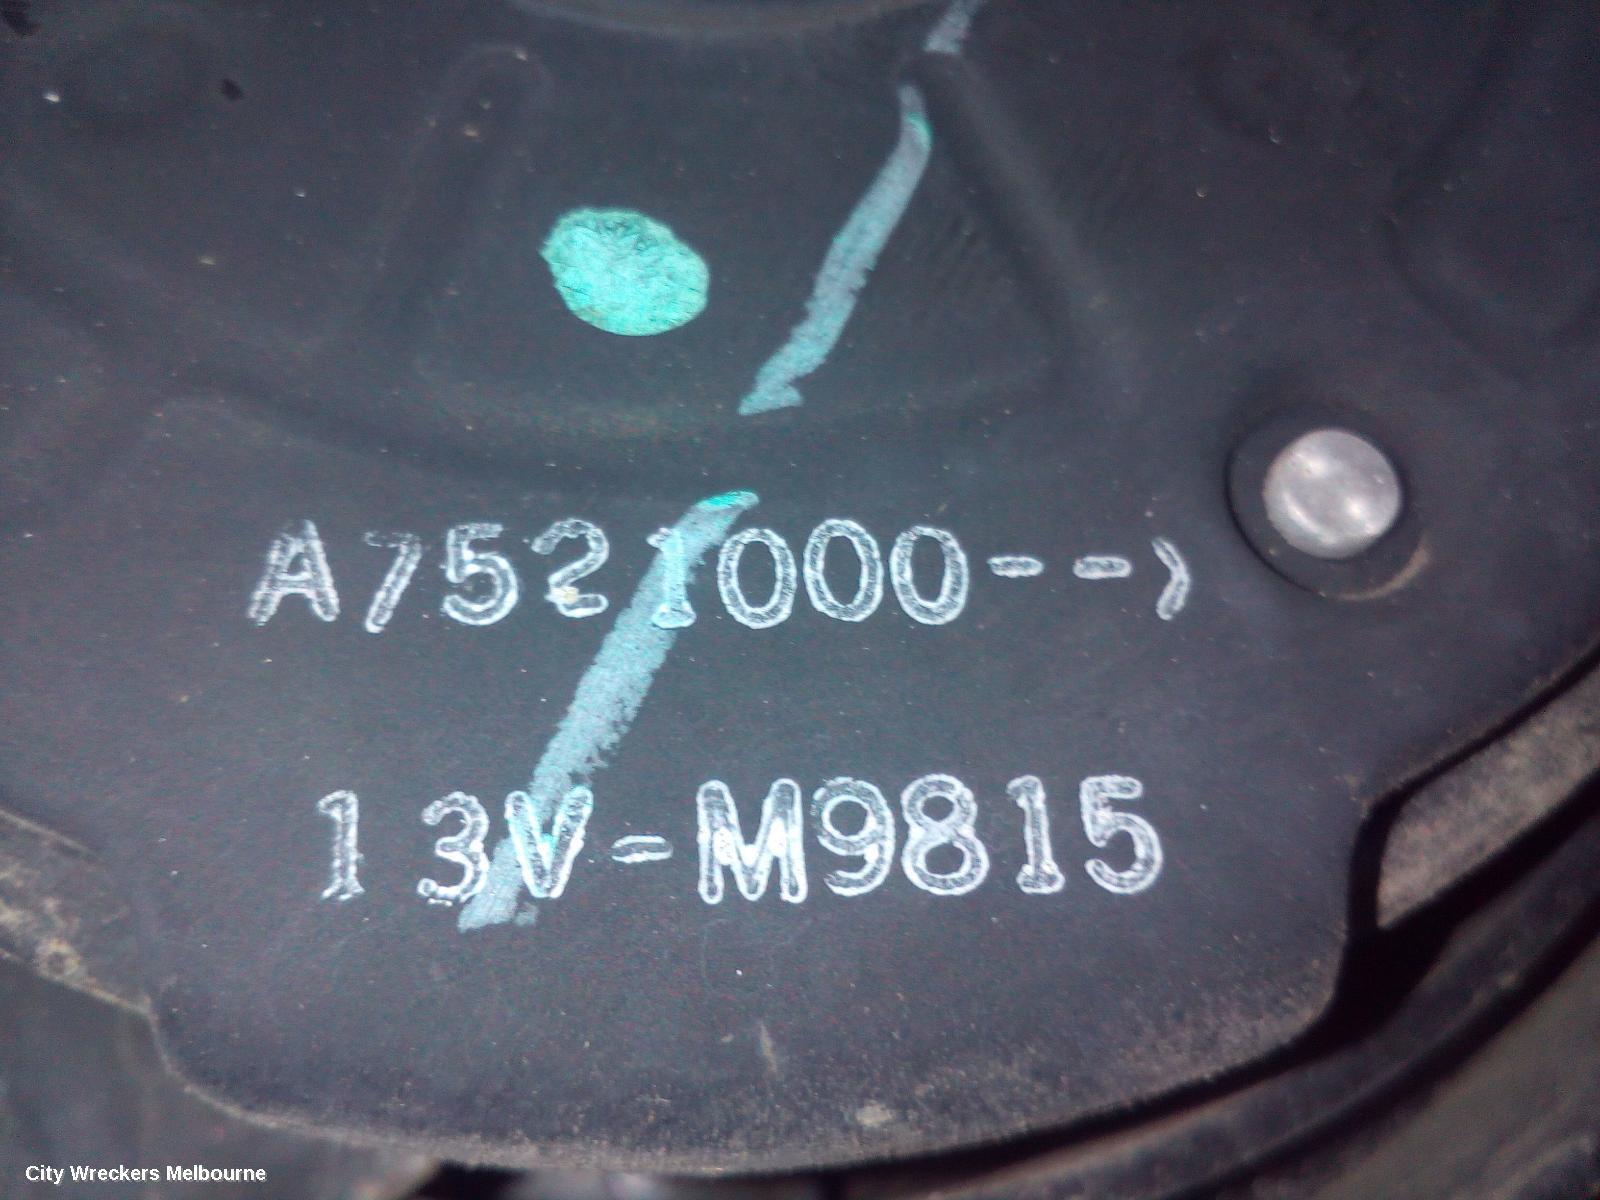 A7521000--)
13V-M9815
City Wreckers Melbourne